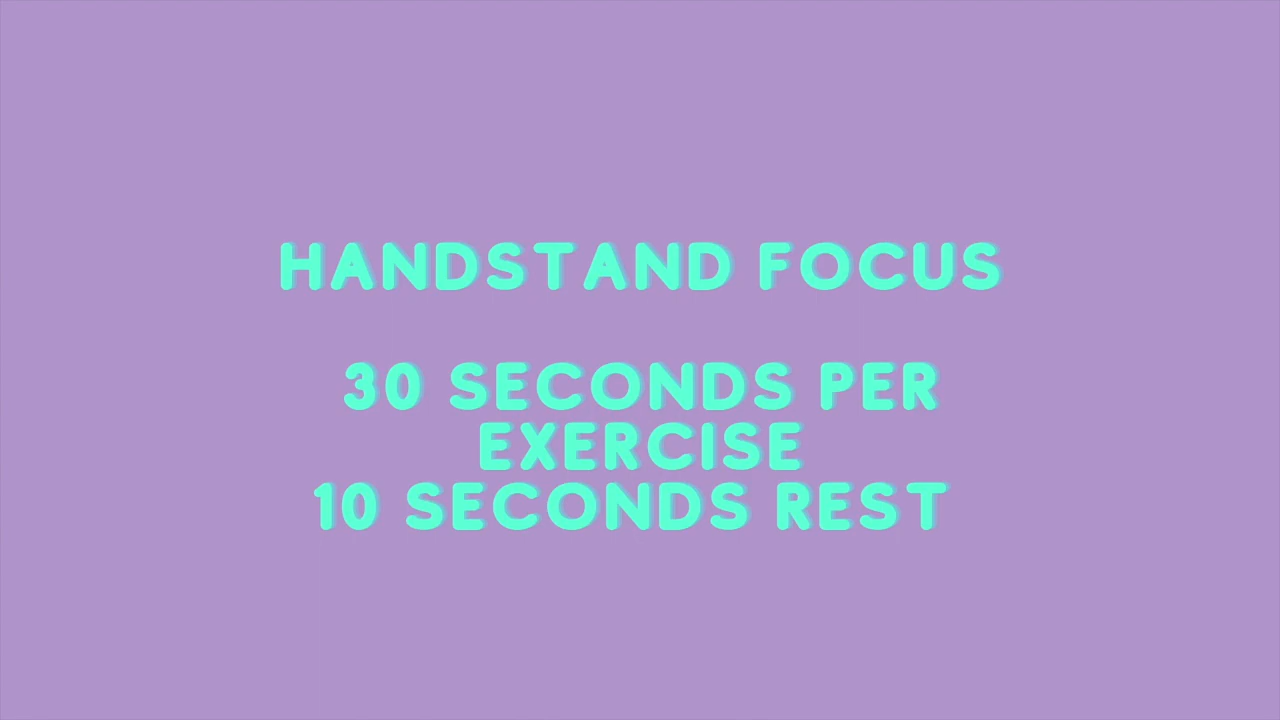 HANDSTAND FOCUS
30 SECONDS PER
EXERCISE
10 SECONDS REST